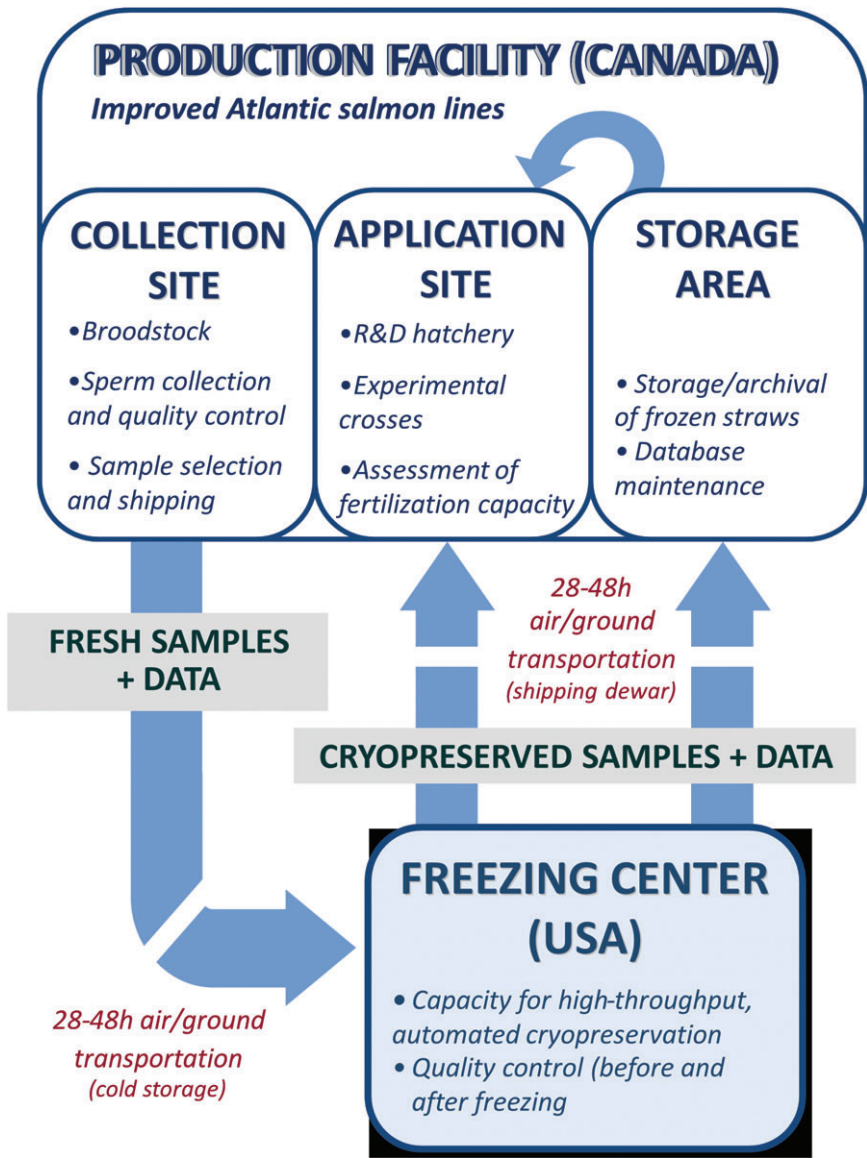 PRODUCTION FACILITY (CANADA)
Improved Atlantic salmon lines
COLLECTION
SITE
•Broodstock
•Sperm collection
and quality control
• Sample selection
and shipping
APPLICATION
SITE
•R&D hatchery
•Experimental
crosses
•Assessment of
fertilization capacity
STORAGE
AREA
• Storage/archival
of frozen straws
• Database
maintenance
FRESH SAMPLES
+ DATA
28-48h
air/ground
transportation
(shipping dewar)
CRYOPRESERVED SAMPLES + DATA
28-48h air/ground
transportation
(cold storage)
FREEZING CENTER
(USA)
• Capacity for high-throughput,
automated cryopreservation
• Quality control (before and
after freezing